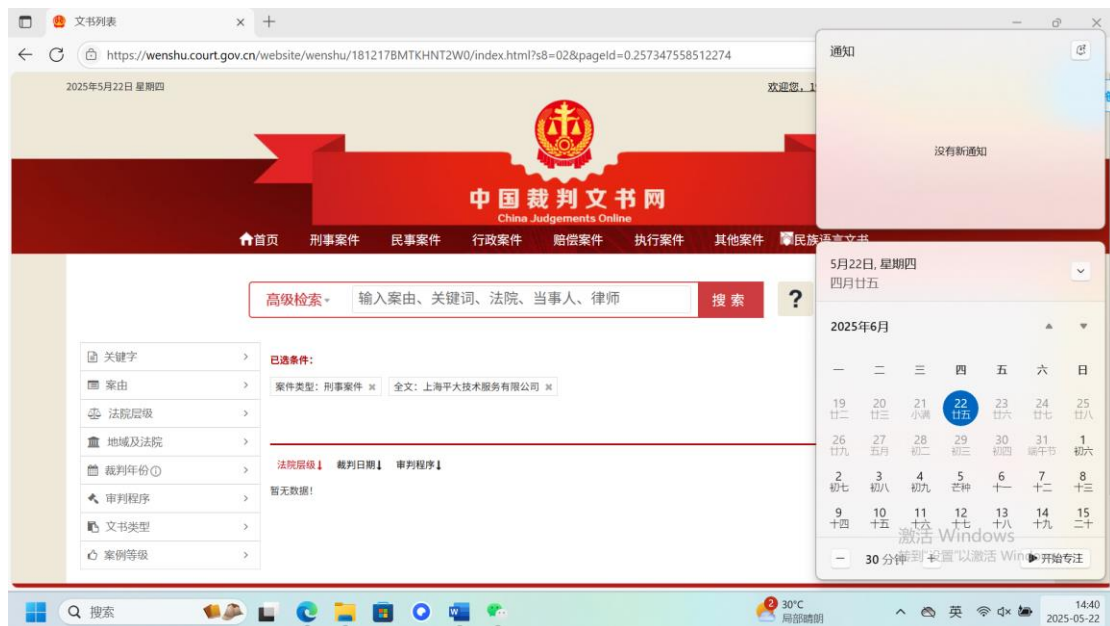 文书列表
https://wenshu.court.gov.cn/website/wenshu/181217BMTKHNT2W0/index.html?s8=02&pageId=0.257347558512274
2025年5月22日 星期四
欢迎您，1
中国裁判文书网
China Judgements Online
首页 刑事案件 民事案件 行政案件 赔偿案件 执行案件 其他案件 民族语言文书
高级检索 输入案由、关键词、法院、当事人、律师 搜索 ?
关键字
案由
法院层级
地域及法院
裁判年份
审判程序
文书类型
案例等级
已选条件：
案件类型：刑事案件 × 全文：上海平大技术服务有限公司 ×
法院层级 裁判日期 审判程序
暂无数据！
通知
没有新通知
5月22日, 星期四
四月廿五
2025年6月
一 二 三 四 五 六 日
19 20 21 22 23 24 25
廿二 廿三 小满 廿五 廿六 廿七 廿八
26 27 28 29 30 31 1
廿九 五月 初二 初三 初四 端午节 初六
2 3 4 5 6 7 8
初七 初八 初九 芒种 十一 十二 十三
9 10 11 12 13 14 15
十四 十五 十六 十七 十八 十九 二十
激活 Windows
转到"设置"以激活 Windows
30 分钟
开始专注
搜索
2
30°C
局部晴朗
英
14:40
2025-05-22